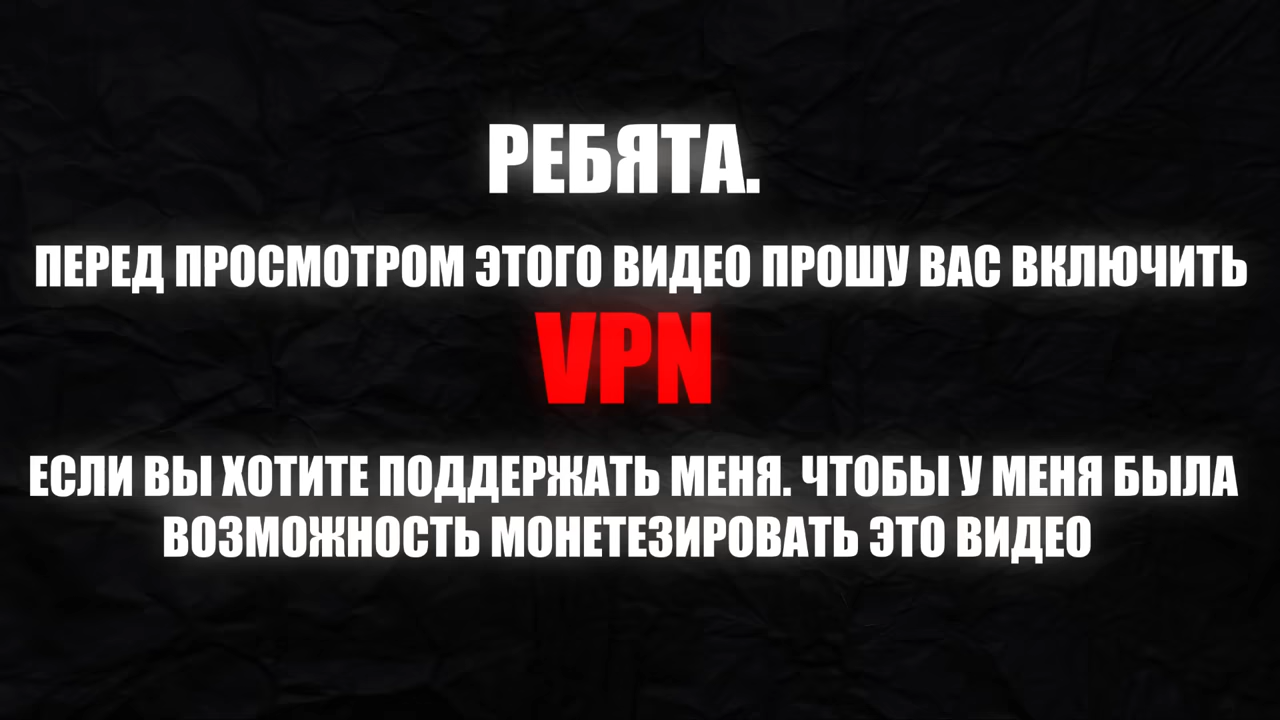 РЕБЯТА.
ПЕРЕД ПРОСМОТРОМ ЭТОГО ВИДЕО ПРОШУ ВАС ВКЛЮЧИТЬ
VPN
ЕСЛИ ВЫ ХОТИТЕ ПОДДЕРЖАТЬ МЕНЯ. ЧТОБЫ У МЕНЯ БЫЛА
ВОЗМОЖНОСТЬ МОНЕТЕЗИРОВАТЬ ЭТО ВИДЕО